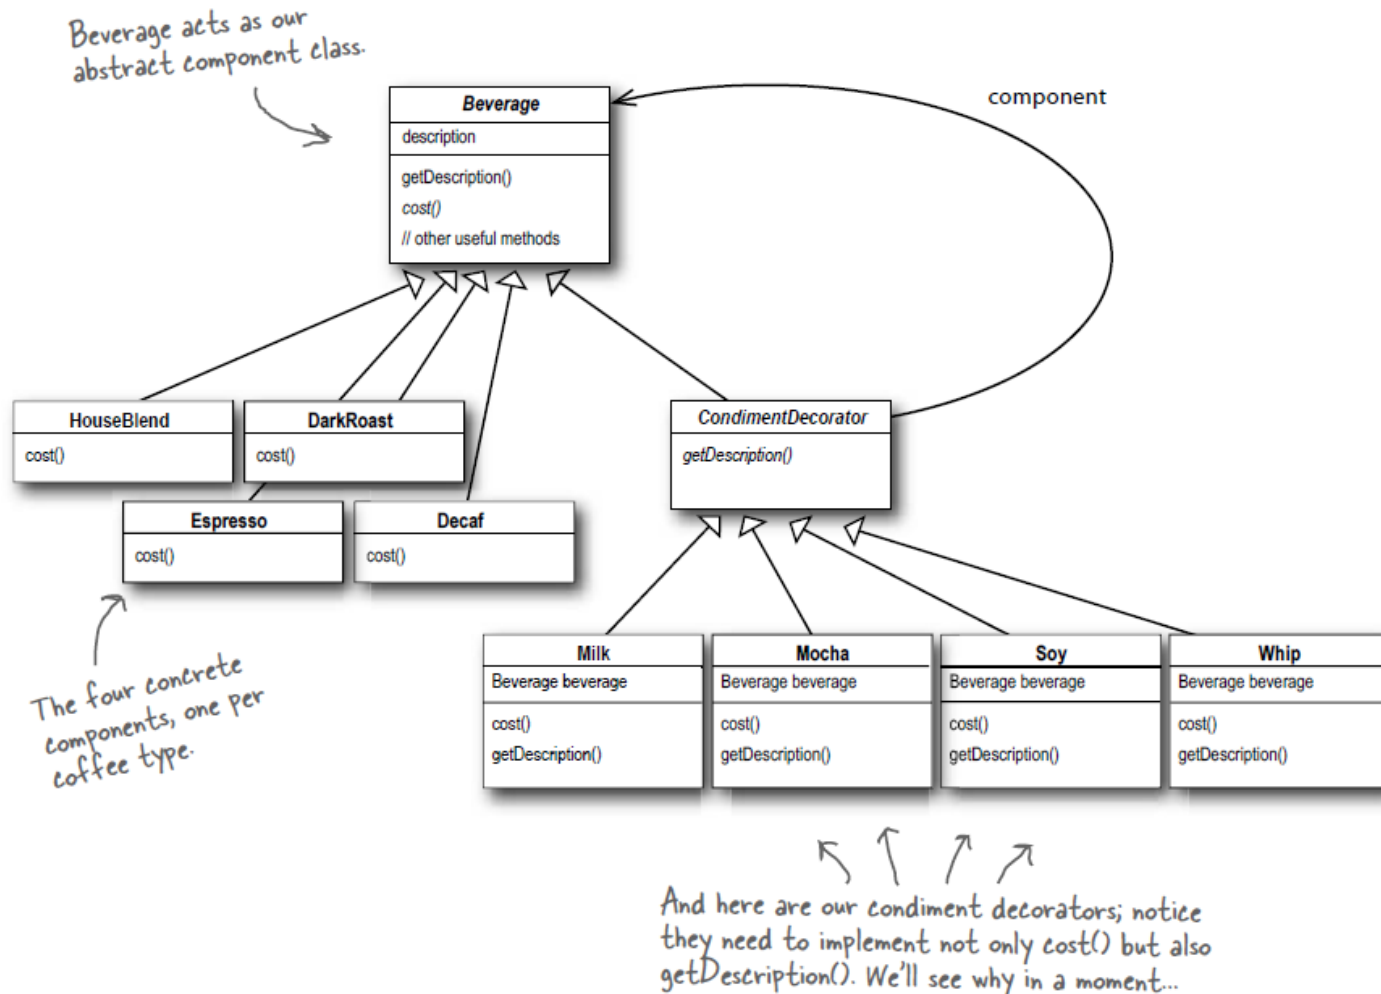 Beverage acts as our
abstract component class.
component
Beverage
description
getDescription()
cost()
// other useful methods
HouseBlend
cost()
DarkRoast
cost()
Espresso
cost()
Decaf
cost()
CondimentDecorator
getDescription()
The four concrete
components, one per
coffee type.
Milk
Beverage beverage
cost()
getDescription()
Mocha
Beverage beverage
cost()
getDescription()
Soy
Beverage beverage
cost()
getDescription()
Whip
Beverage beverage
cost()
getDescription()
And here are our condiment decorators; notice
they need to implement not only cost() but also
getDescription(). We'll see why in a moment...